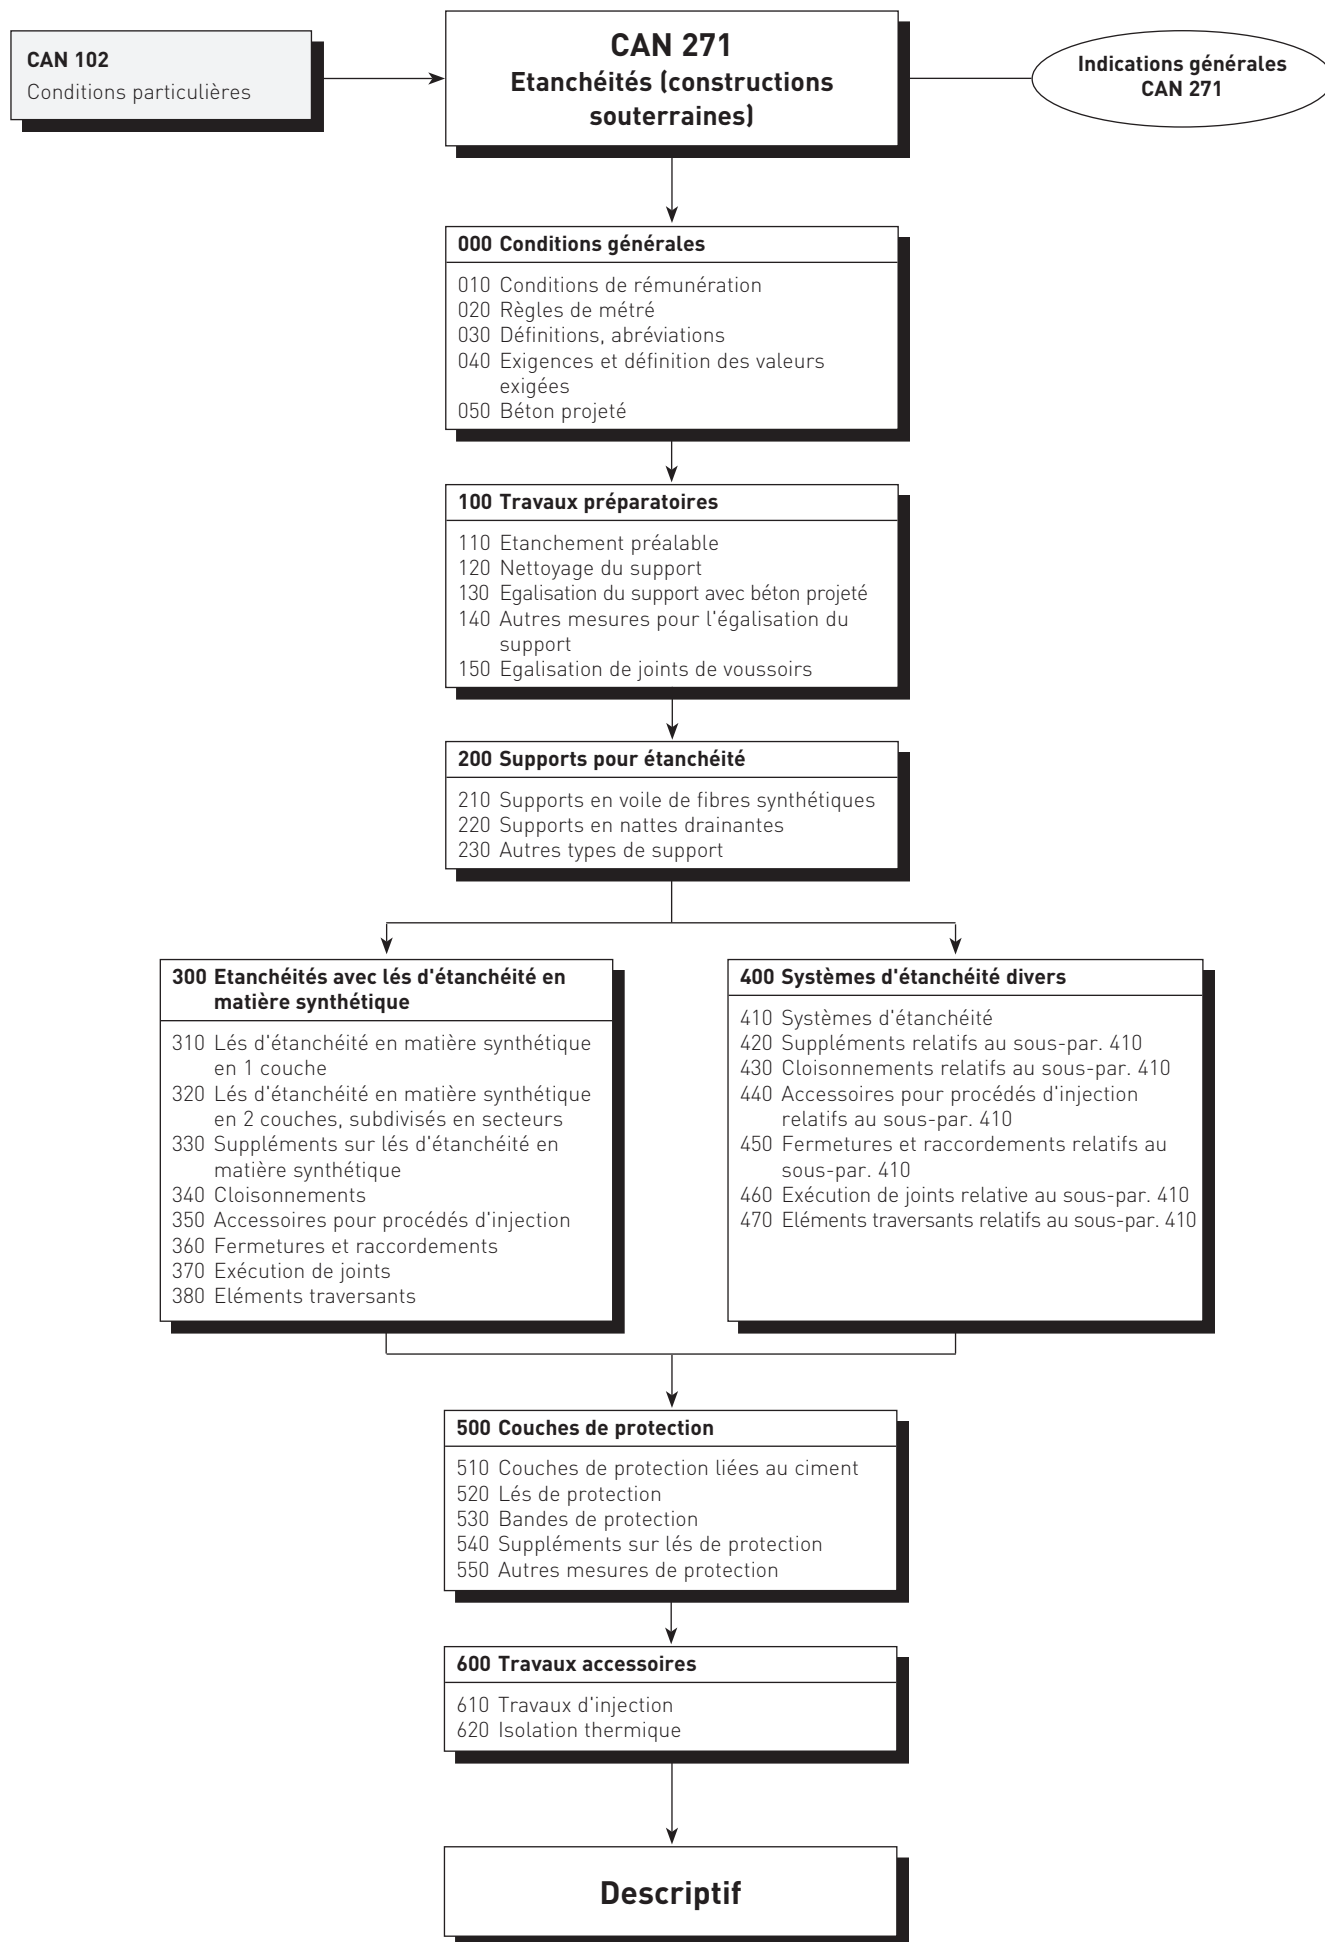 CAN 102
Conditions particulières
CAN 271
Etanchéités (constructions
souterraines)
Indications générales
CAN 271
000 Conditions générales
010 Conditions de rémunération
020 Règles de métré
030 Définitions, abréviations
040 Exigences et définition des valeurs
exigées
050 Béton projeté
100 Travaux préparatoires
110 Etanchement préalable
120 Nettoyage du support
130 Egalisation du support avec béton projeté
140 Autres mesures pour l'égalisation du
support
150 Egalisation de joints de voussoirs
200 Supports pour étanchéité
210 Supports en voile de fibres synthétiques
220 Supports en nattes drainantes
230 Autres types de support
300 Etanchéités avec lés d'étanchéité en
matière synthétique
310 Lés d'étanchéité en matière synthétique
en 1 couche
320 Lés d'étanchéité en matière synthétique
en 2 couches, subdivisés en secteurs
330 Suppléments sur lés d'étanchéité en
matière synthétique
340 Cloisonnements
350 Accessoires pour procédés d'injection
360 Fermetures et raccordements
370 Exécution de joints
380 Eléments traversants
400 Systèmes d'étanchéité divers
410 Systèmes d'étanchéité
420 Suppléments relatifs au sous-par. 410
430 Cloisonnements relatifs au sous-par. 410
440 Accessoires pour procédés d'injection
relatifs au sous-par. 410
450 Fermetures et raccordements relatifs au
sous-par. 410
460 Exécution de joints relative au sous-par. 410
470 Eléments traversants relatifs au sous-par. 410
500 Couches de protection
510 Couches de protection liées au ciment
520 Lés de protection
530 Bandes de protection
540 Suppléments sur lés de protection
550 Autres mesures de protection
600 Travaux accessoires
610 Travaux d'injection
620 Isolation thermique
Descriptif